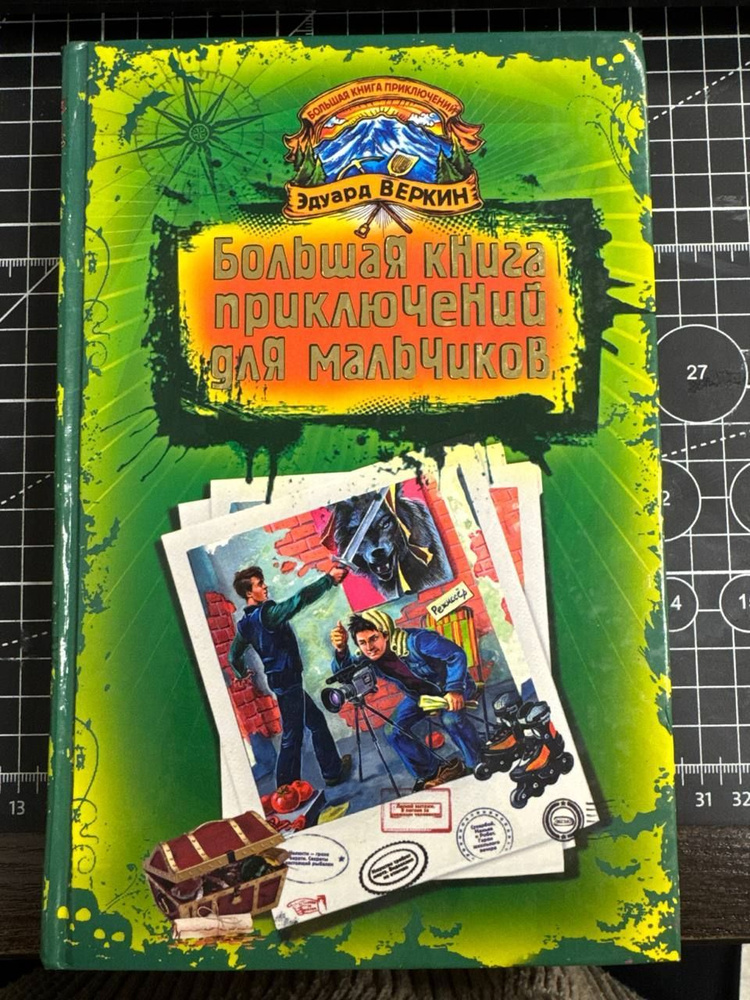 БОЛЬШАЯ КНИГА ПРИКЛЮЧЕНИЙ
Эдуард ВЕРКИН
Большая книга
приключений
для мальчиков
Режиссёр
27
13
31 32